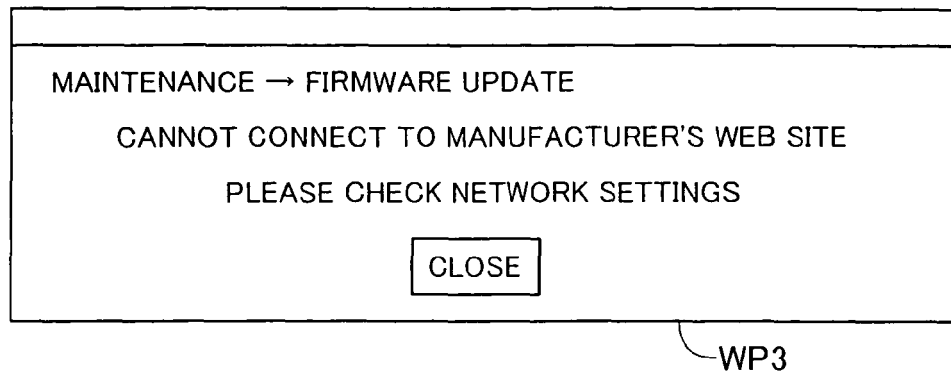 MAINTENANCE → FIRMWARE UPDATE
CANNOT CONNECT TO MANUFACTURER'S WEB SITE
PLEASE CHECK NETWORK SETTINGS
CLOSE
WP3